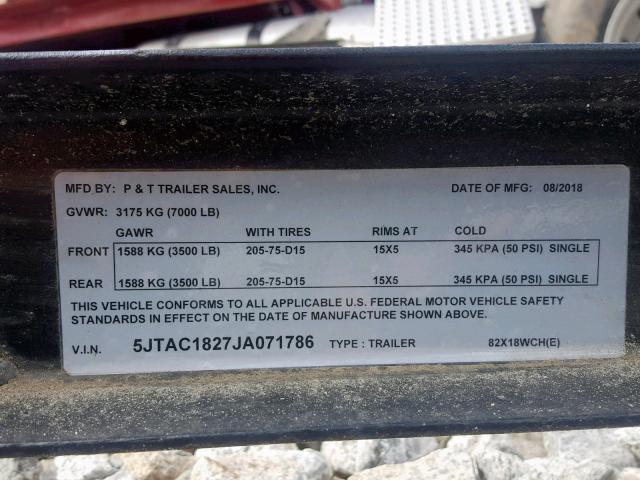 MFD BY: P & T TRAILER SALES, INC. DATE OF MFG: 08/2018
GVWR: 3175 KG (7000 LB)
GAWR WITH TIRES RIMS AT COLD
FRONT 1588 KG (3500 LB) 205-75-D15 15X5 345 KPA (50 PSI) SINGLE
REAR 1588 KG (3500 LB) 205-75-D15 15X5 345 KPA (50 PSI) SINGLE
THIS VEHICLE CONFORMS TO ALL APPLICABLE U.S. FEDERAL MOTOR VEHICLE SAFETY
STANDARDS IN EFFECT ON THE DATE OF MANUFACTURE SHOWN ABOVE.
V.I.N. 5JTAC1827JA071786 TYPE: TRAILER 82X18WCH(E)